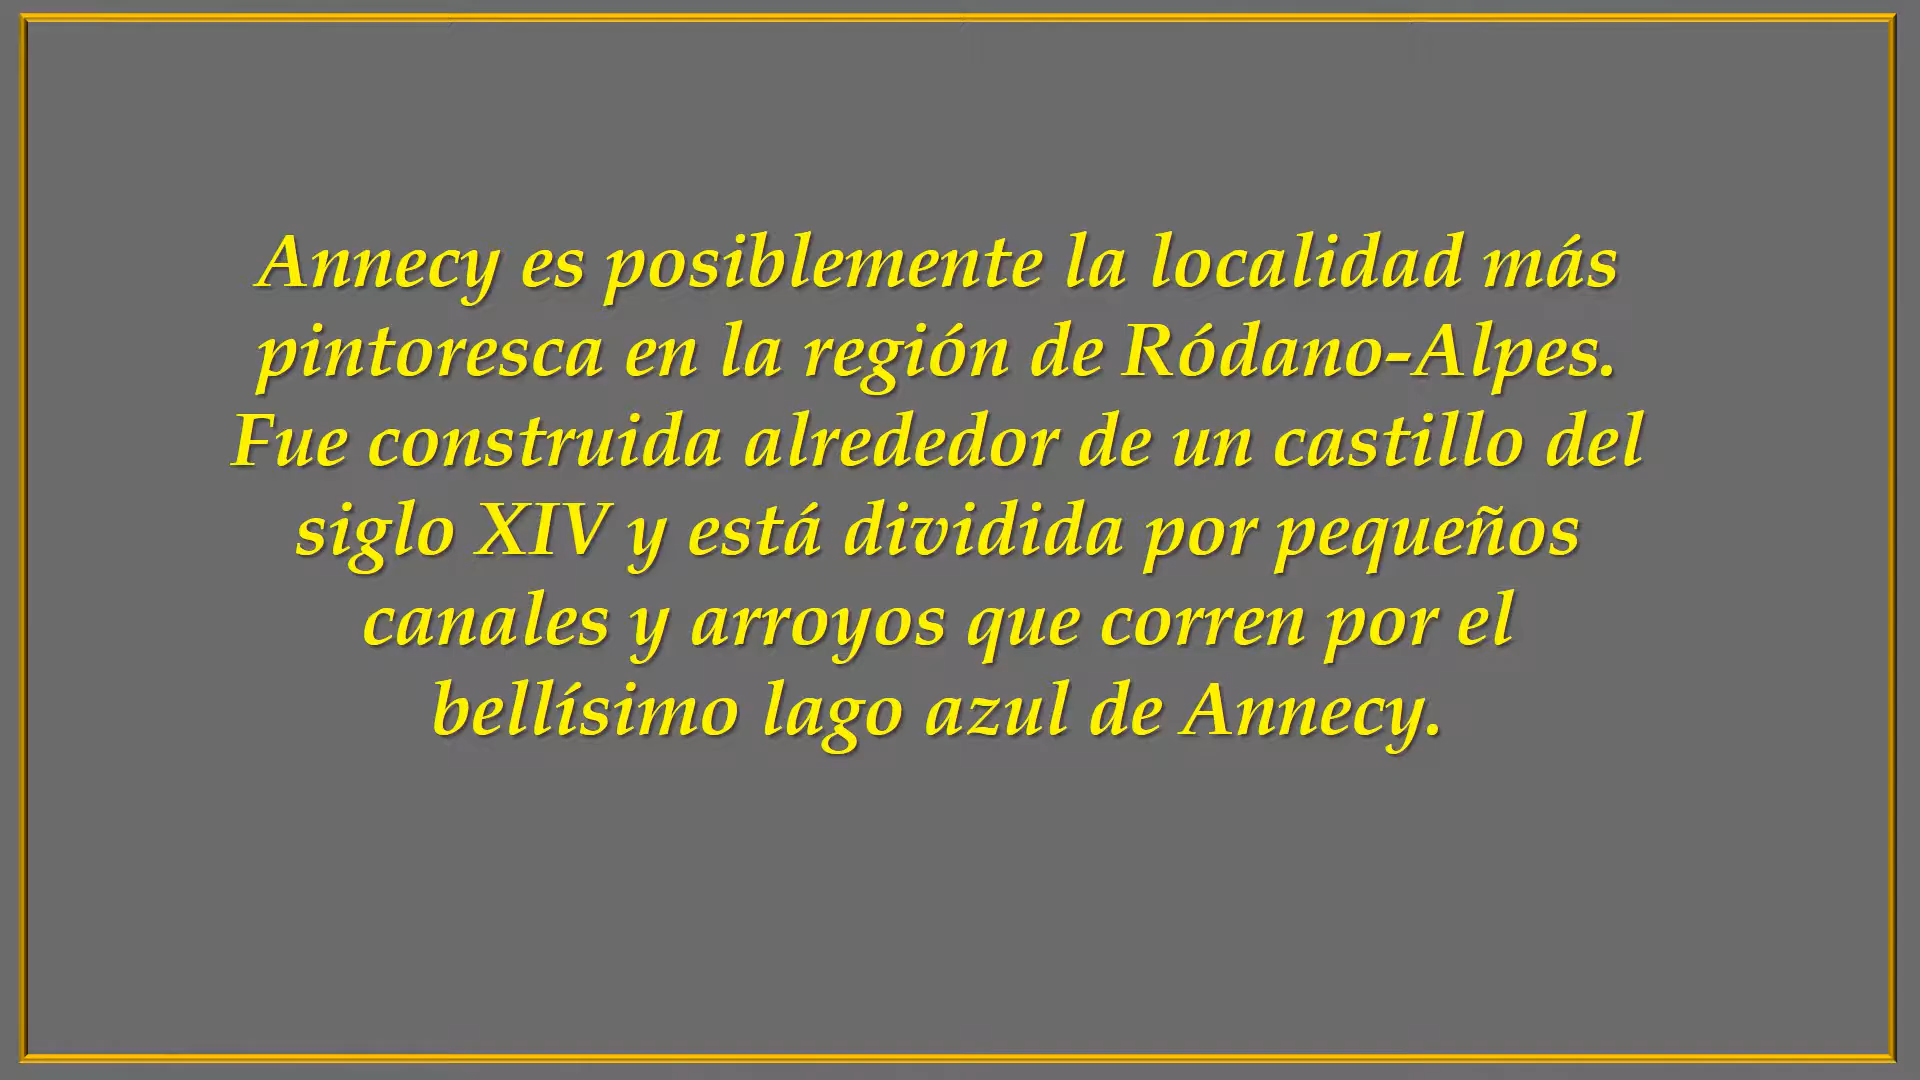 Annecy es posiblemente la localidad más
pintoresca en la región de Ródano-Alpes.
Fue construida alrededor de un castillo del
siglo XIV y está dividida por pequeños
canales y arroyos que corren por el
bellísimo lago azul de Annecy.